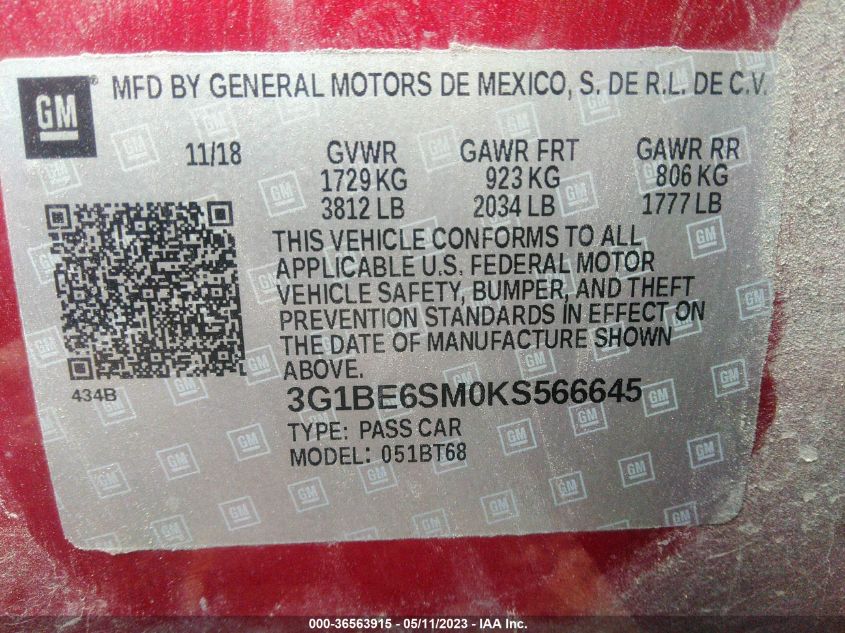 GM ® MFD BY GENERAL MOTORS DE MEXICO, S. DE R.L. DE C.V.
11/18 GVWR GAWR FRT GAWR RR
1729 KG 923 KG 806 KG
3812 LB 2034 LB 1777 LB
THIS VEHICLE CONFORMS TO ALL
APPLICABLE U.S. FEDERAL MOTOR
VEHICLE SAFETY, BUMPER, AND THEFT
PREVENTION STANDARDS IN EFFECT ON
THE DATE OF MANUFACTURE SHOWN
ABOVE.
434B
3G1BE6SM0KS566645
TYPE: PASS CAR
MODEL: 051BT68
000-36563915 - 05/11/2023 - IAA Inc.